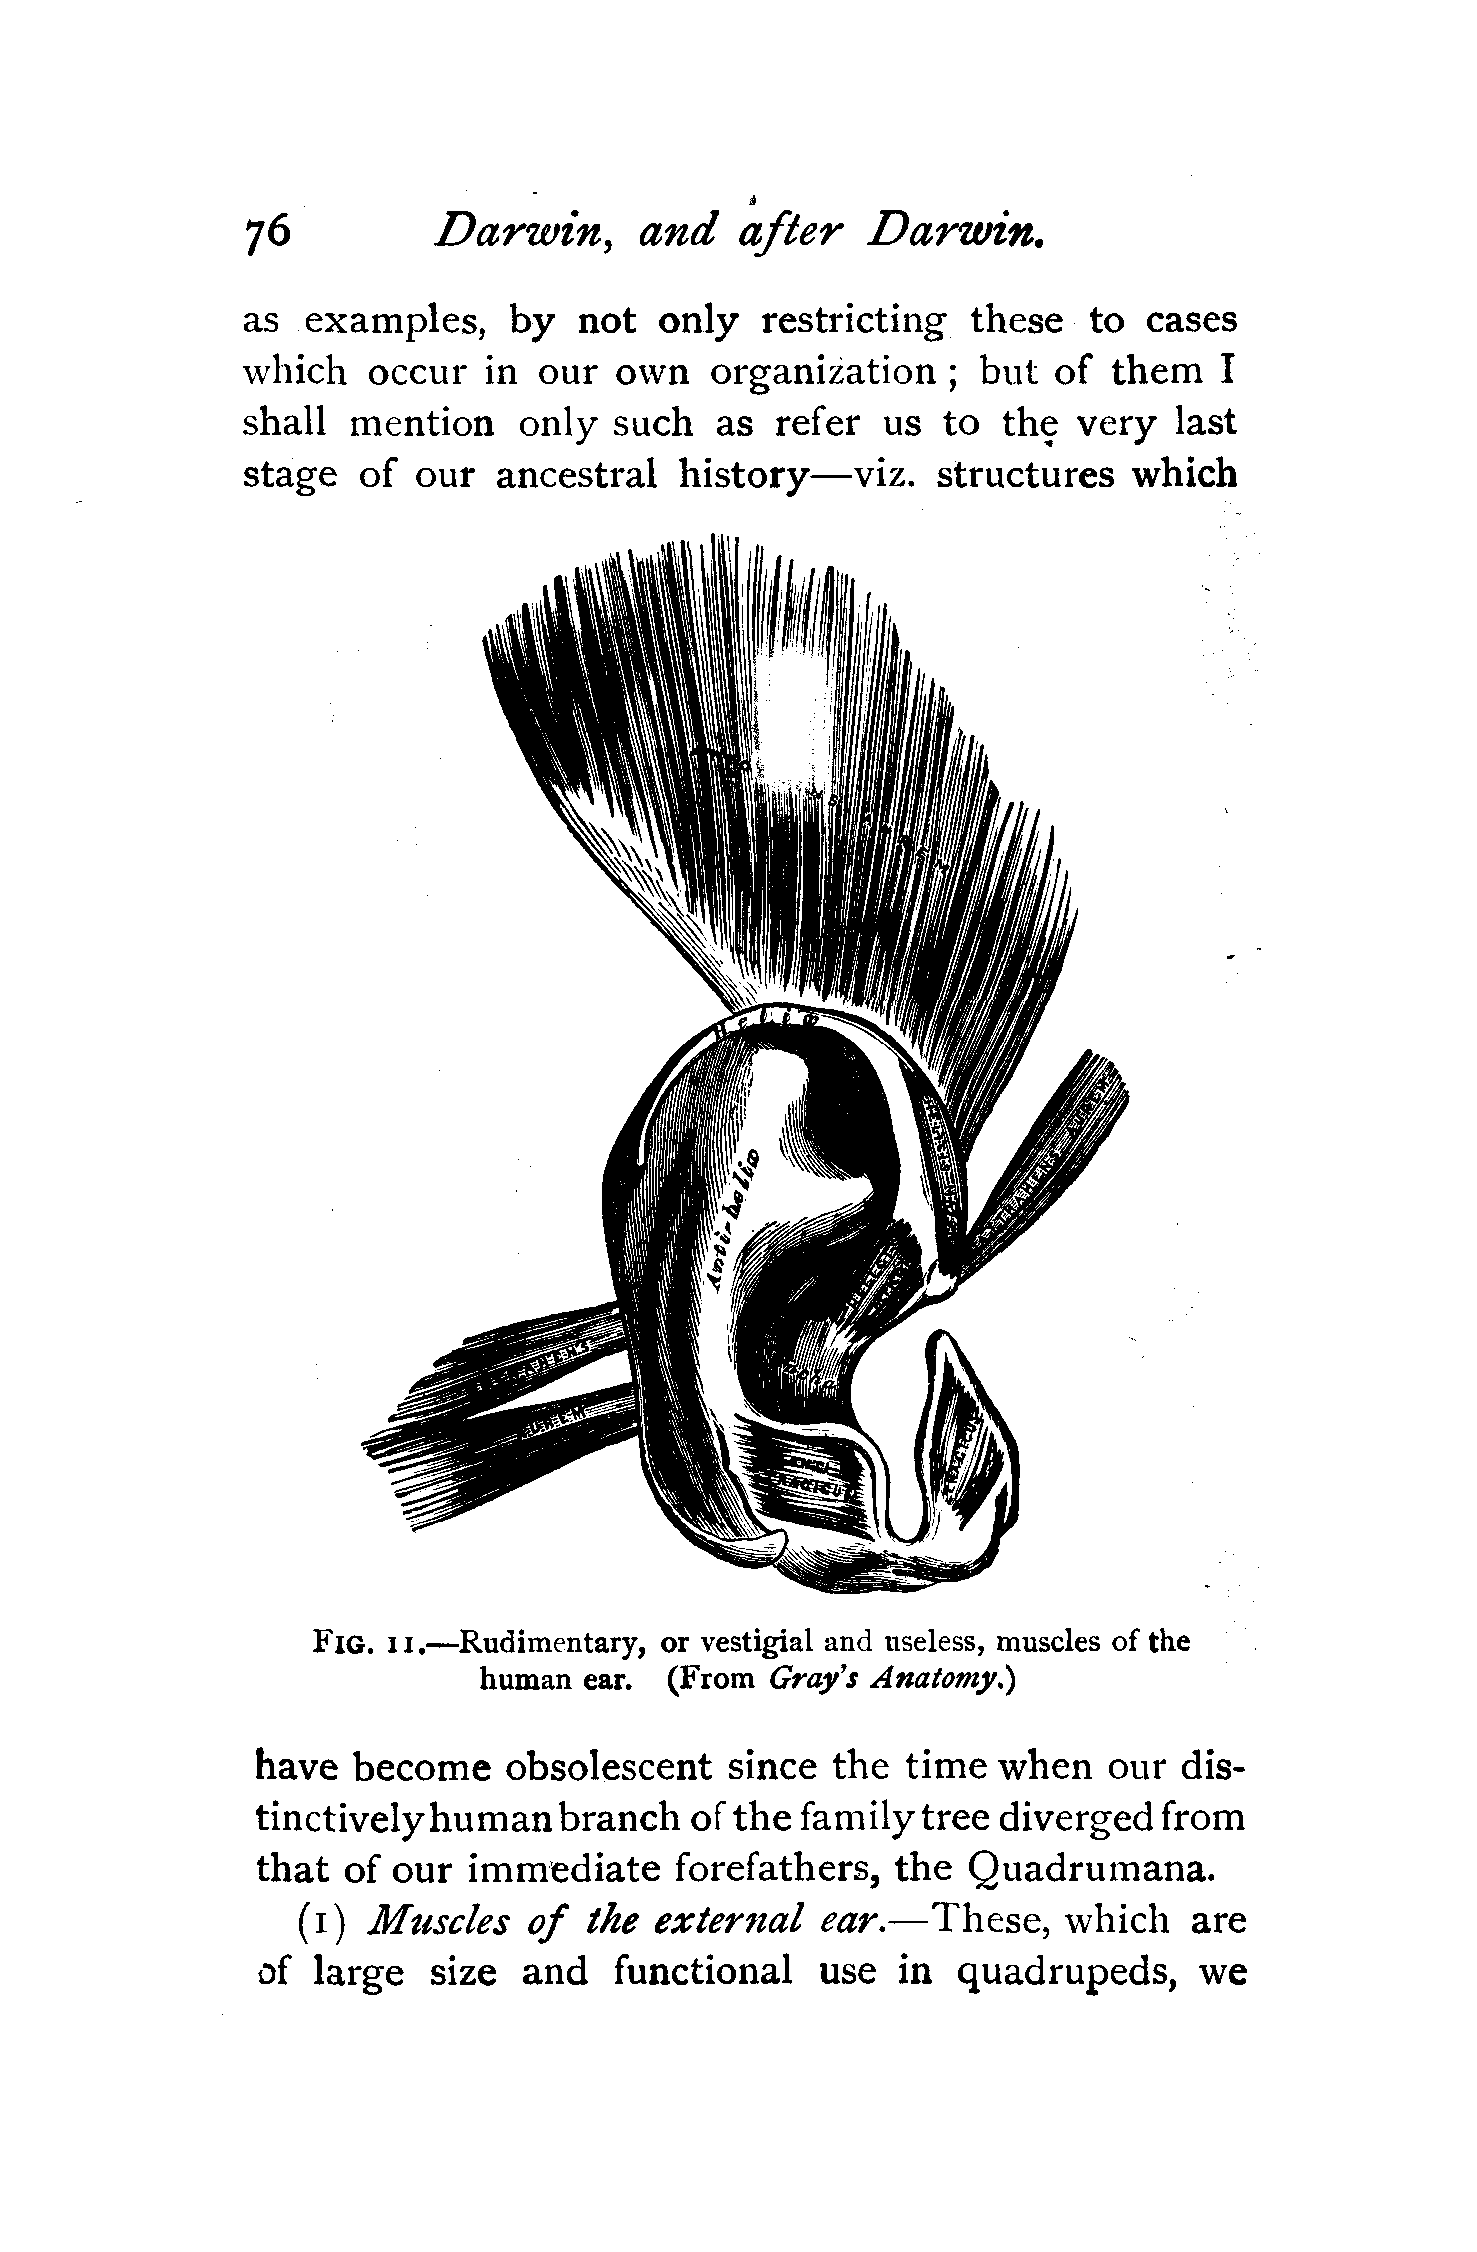 76 Darwin, and after Darwin.
as examples, by not only restricting these to cases
which occur in our own organization ; but of them I
shall mention only such as refer us to the very last
stage of our ancestral history—viz. structures which
Helix
Antihelix
FIG. 11.—Rudimentary, or vestigial and useless, muscles of the
human ear. (From Gray's Anatomy.)
have become obsolescent since the time when our dis-
tinctively human branch of the family tree diverged from
that of our immediate forefathers, the Quadrumana.
(1) Muscles of the external ear.—These, which are
of large size and functional use in quadrupeds, we